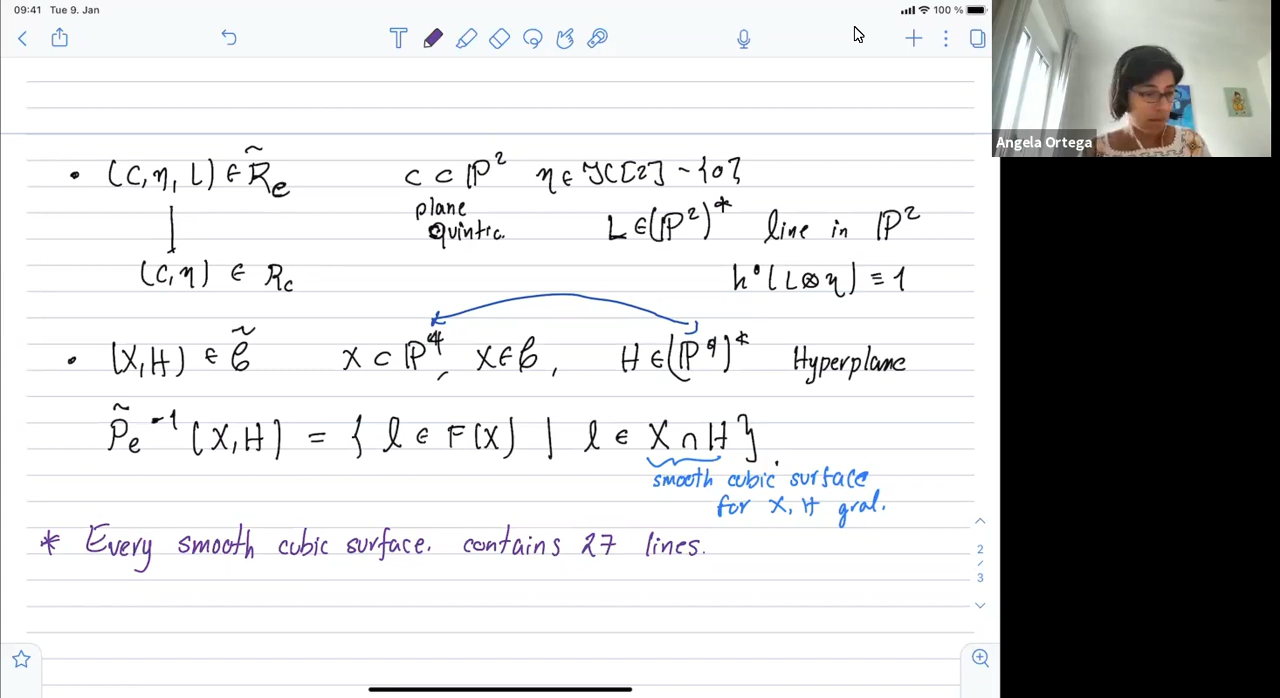 09:41 Tue 9. Jan
100 %
Angela Ortega
• (C, η, L) ∈ R̃e C ⊂ ℙ² η ∈ JC[2] - {0}
plane
quintic. L ∈ (ℙ²)* line in ℙ²
(C, η) ∈ Rc h°(L⊗η) ≡ 1
• (X, H) ∈ C̃ X ⊂ ℙ⁴, X ∈ C, H ∈ (ℙ⁴)* Hyperplane
P̃e⁻¹(X, H) = { l ∈ F(X) | l ∈ X ∩ H }.
smooth cubic surface
for X, H gral.
* Every smooth cubic surface. contains 27 lines.
2
/
3